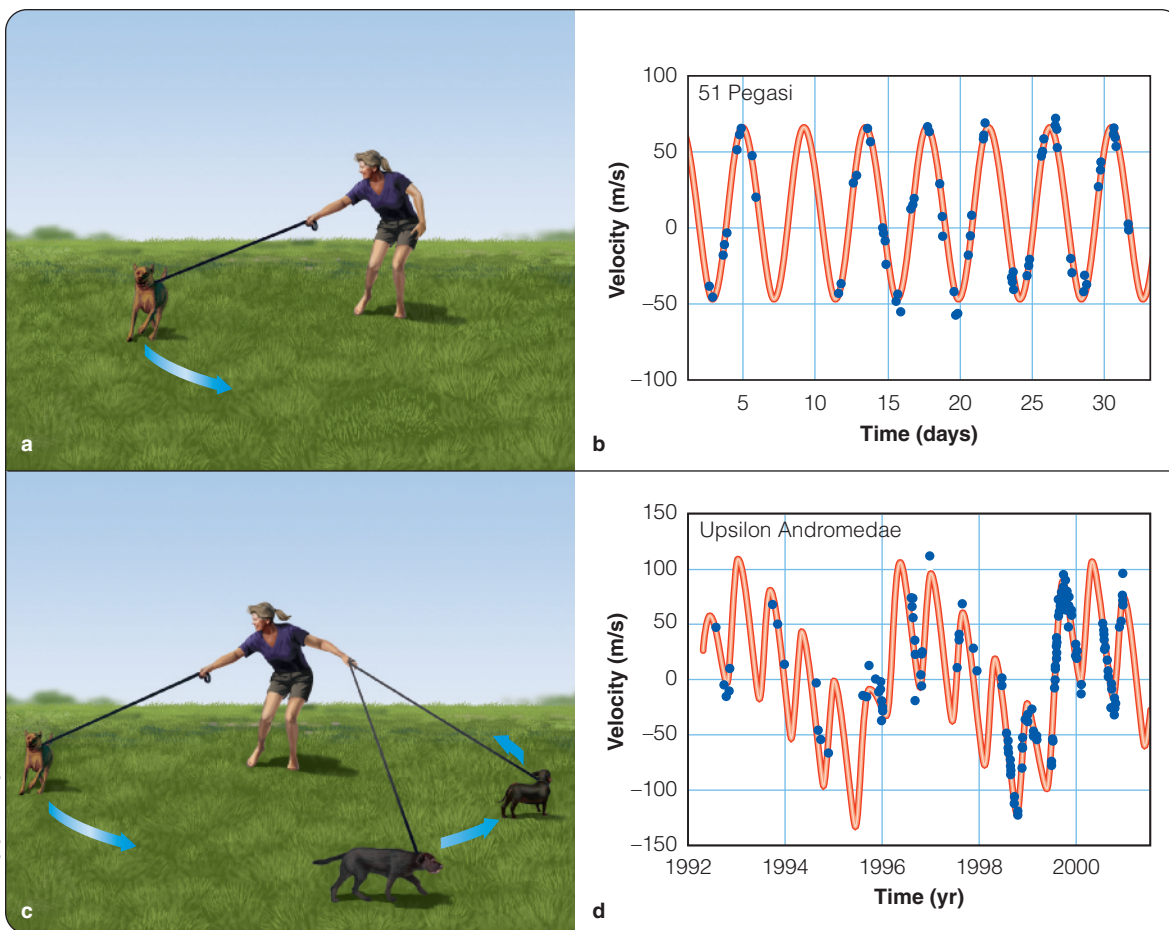 a
100
51 Pegasi
50
0
–50
–100
Velocity (m/s)
5 10 15 20 25 30
Time (days)
b
c
150
Upsilon Andromedae
100
50
0
–50
–100
–150
Velocity (m/s)
1992 1994 1996 1998 2000
Time (yr)
d